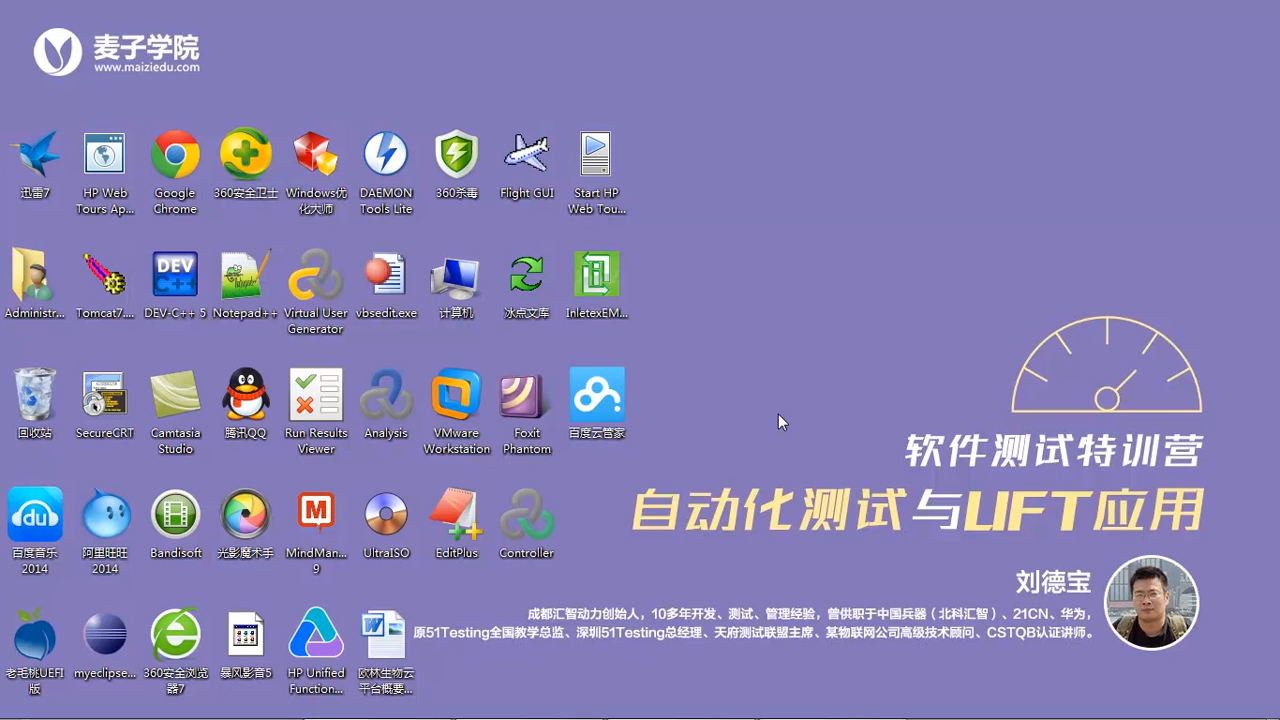 麦子学院
www.maiziedu.com
迅雷7
HP Web
Tours Ap...
Google
Chrome
360安全卫士
Windows优
化大师
DAEMON
Tools Lite
360杀毒
Flight GUI
Start HP
Web Tou...
Administr...
Tomcat7....
DEV
C++
DEV-C++ 5
Notepad++
Virtual User
Generator
vbsedit.exe
计算机
冰点文库
InletexEM...
回收站
SecureCRT
Camtasia
Studio
腾讯QQ
Run Results
Viewer
Analysis
VMware
Workstation
Foxit
Phantom
百度云管家
软件测试特训营
自动化测试与UFT应用
du
百度音乐
2014
阿里旺旺
2014
Bandisoft
光影魔术手
M
MindMan...
9
UltraISO
EditPlus
Controller
刘德宝
成都汇智动力创始人，10多年开发、测试、管理经验，曾供职于中国兵器（北科汇智）、21CN、华为，
原51Testing全国教学总监、深圳51Testing总经理、天府测试联盟主席、某物联网公司高级技术顾问、CSTQB认证讲师。
老毛桃UEFI
版
myeclipse...
360安全浏览
器7
暴风影音5
HP Unified
Function...
W
欧林生物云
平台概要...